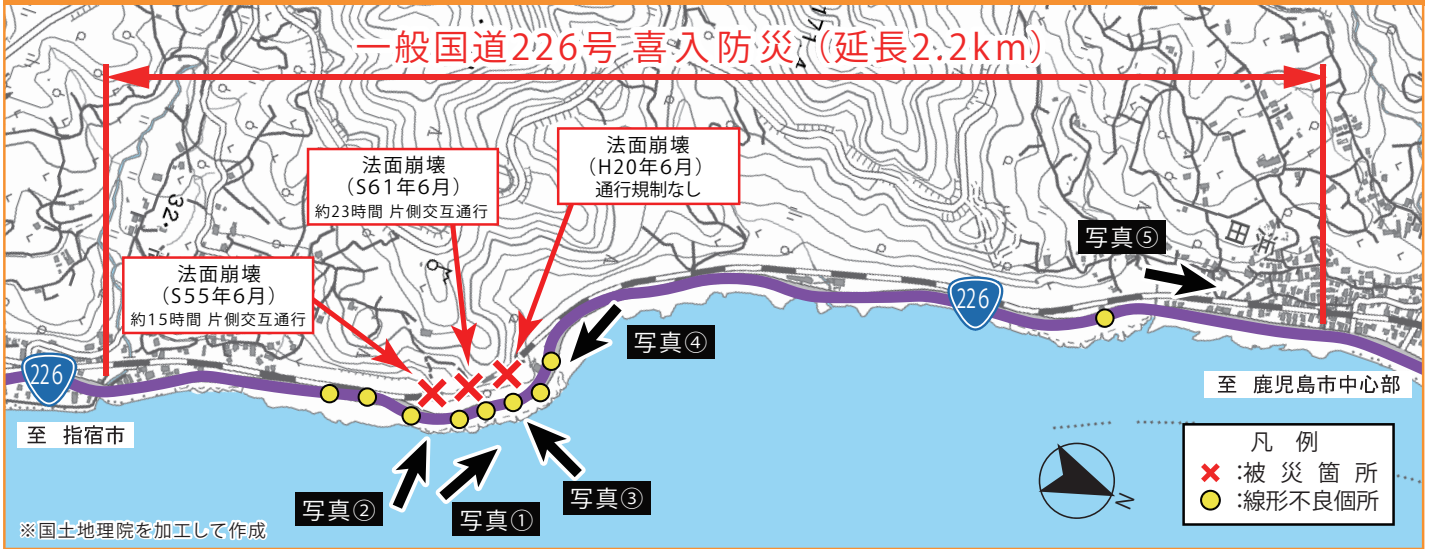 一般国道226号 喜入防災（延長2.2km）
171
法面崩壊
（H20年6月）
通行規制なし
法面崩壊
（S61年6月）
約23時間 片側交互通行
32.
法面崩壊
（S55年6月）
約15時間 片側交互通行
写真⑤
田浜
226
写真④
226
至 鹿児島市中心部
至 指宿市
写真③
写真②
写真①
N
凡 例
:被 災 箇 所
:線形不良個所
※国土地理院を加工して作成